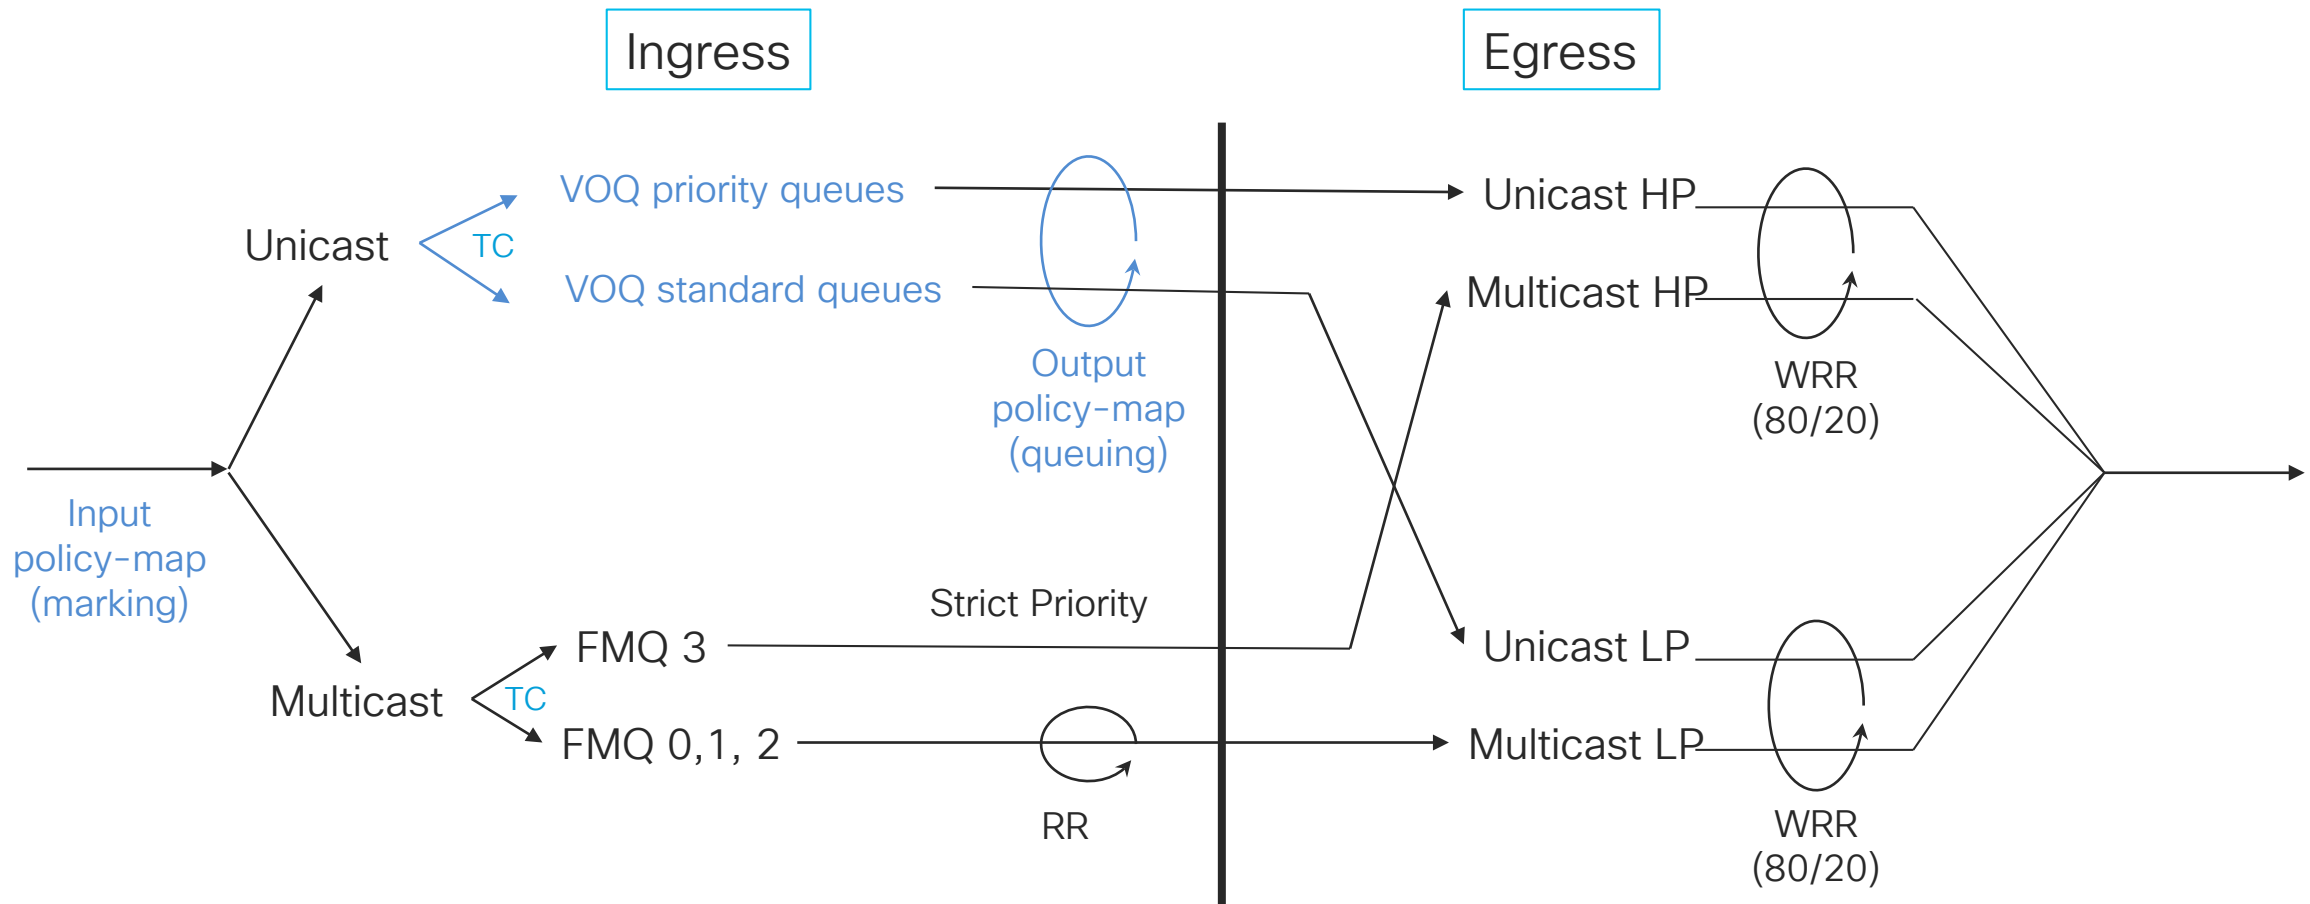 Ingress
Egress
VOQ priority queues
Unicast HP
Unicast
TC
VOQ standard queues
Multicast HP
Output
policy-map
(queuing)
WRR
(80/20)
Input
policy-map
(marking)
Strict Priority
FMQ 3
Unicast LP
Multicast
TC
FMQ 0,1, 2
Multicast LP
RR
WRR
(80/20)